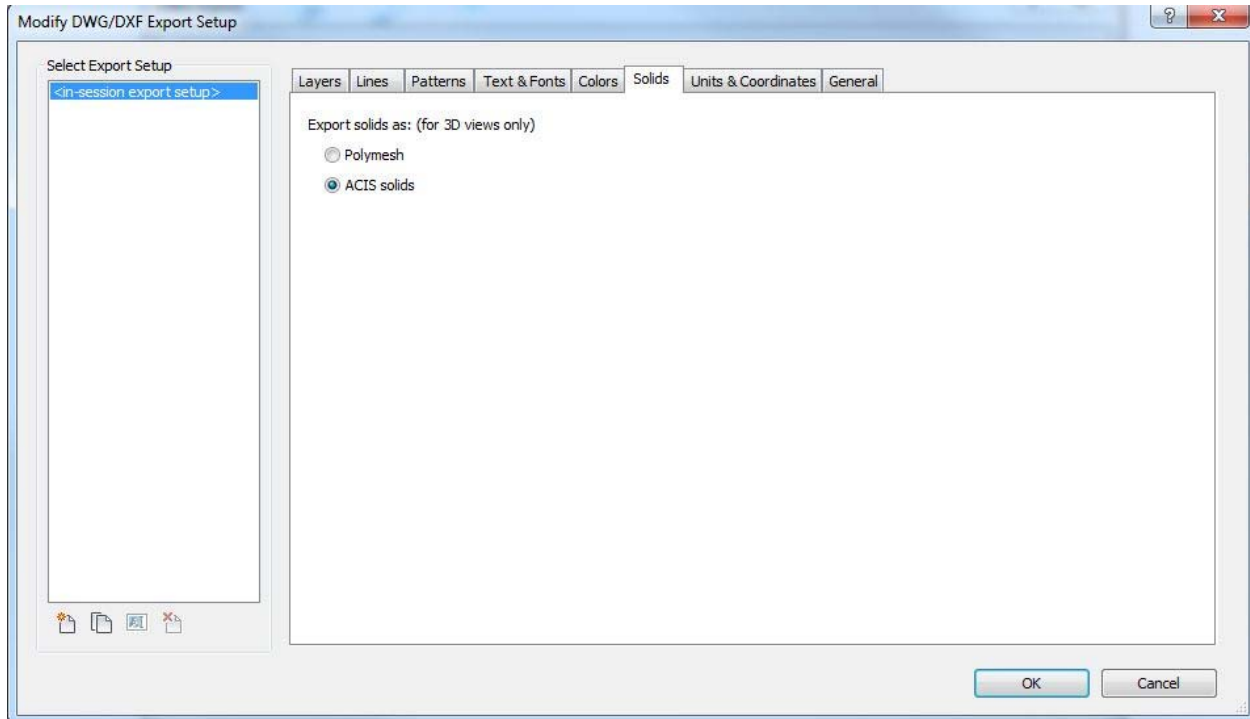 Modify DWG/DXF Export Setup
Select Export Setup
<in-session export setup>
Layers Lines Patterns Text & Fonts Colors Solids Units & Coordinates General
Export solids as: (for 3D views only)
Polymesh
ACIS solids
OK Cancel